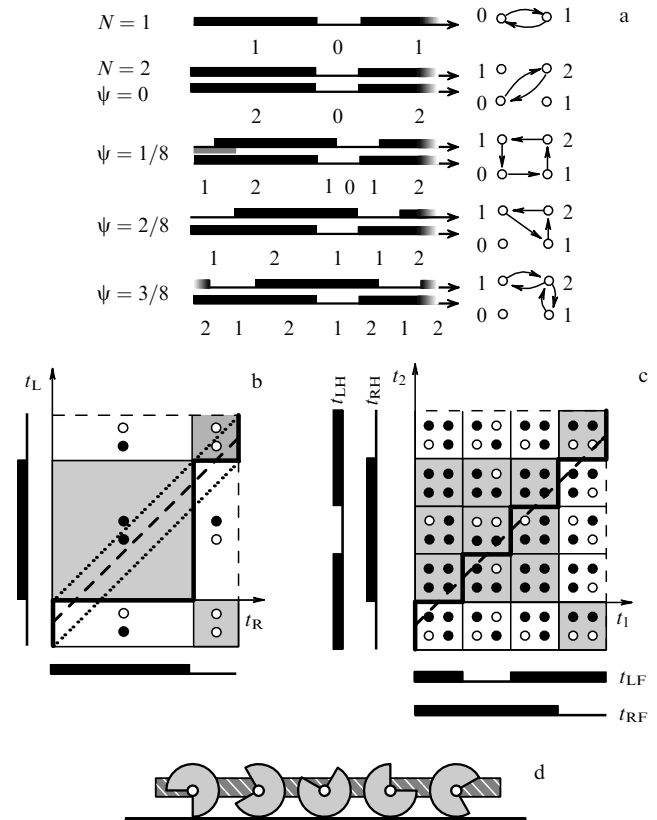 N = 1
0 1 a
1 0 1
N = 2
ψ = 0
1 2
0 1
2 0 2
ψ = 1/8
1 2
0 1
1 2 1 0 1 2
ψ = 2/8
1 2
0 1
1 2 1 1 2
ψ = 3/8
1 2
0 1
2 1 2 1 2 1 2
t_L b
t_R
t_LH t_RH t_2 c
t_1
t_LF
t_RF
d